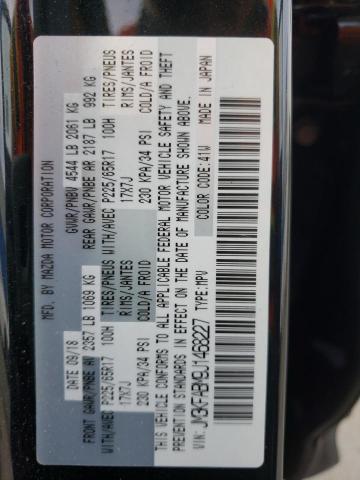 MFD. BY MAZDA MOTOR CORPORATION
DATE 09/18 GVWR/PNBV 4544 LB 2061 KG
FRONT GAWR/PNBE AV 2357 LB 1069 KG REAR GAWR/PNBE AR 2187 LB 992 KG
WITH/AVEC P225/65R17 100H TIRES/PNEUS WITH/AVEC P225/65R17 100H TIRES/PNEUS
17X7J RIMS/JANTES 17X7J RIMS/JANTES
230 KPA/34 PSI COLD/A FROID 230 KPA/34 PSI COLD/A FROID
THIS VEHICLE CONFORMS TO ALL APPLICABLE FEDERAL MOTOR VEHICLE SAFETY AND THEFT
PREVENTION STANDARDS IN EFFECT ON THE DATE OF MANUFACTURE SHOWN ABOVE.
MADE IN JAPAN
41W
VIN: JM3KFABM9J1468227 TYPE: MPV